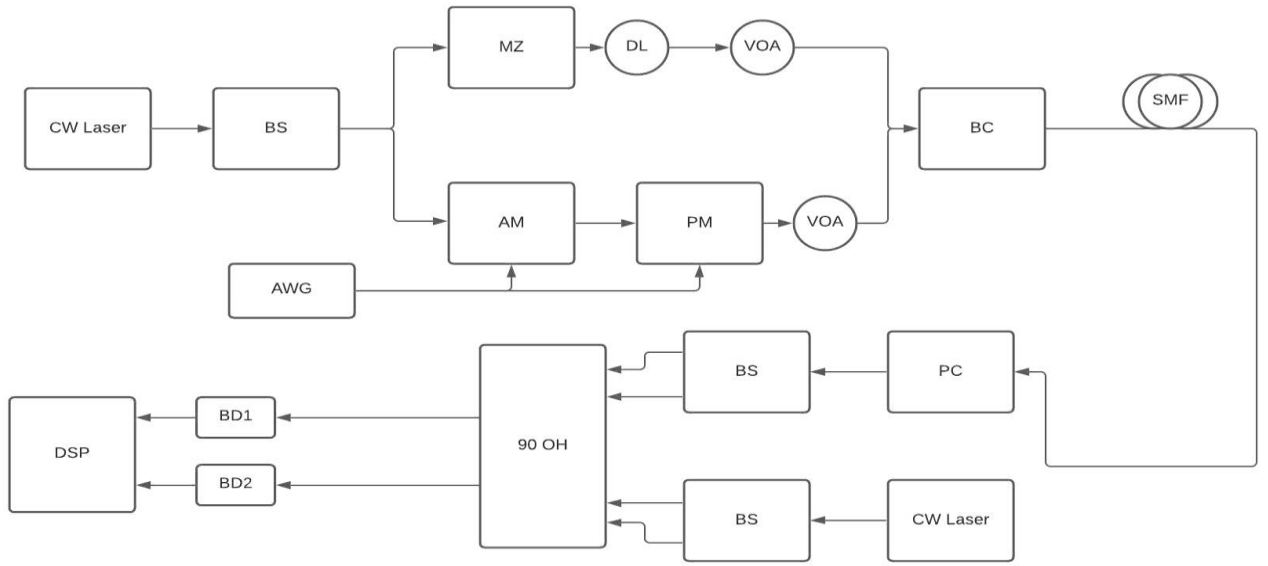 MZ
DL
VOA
CW Laser
BS
BC
SMF
AM
PM
VOA
AWG
BS
PC
90 OH
BD1
DSP
BD2
BS
CW Laser